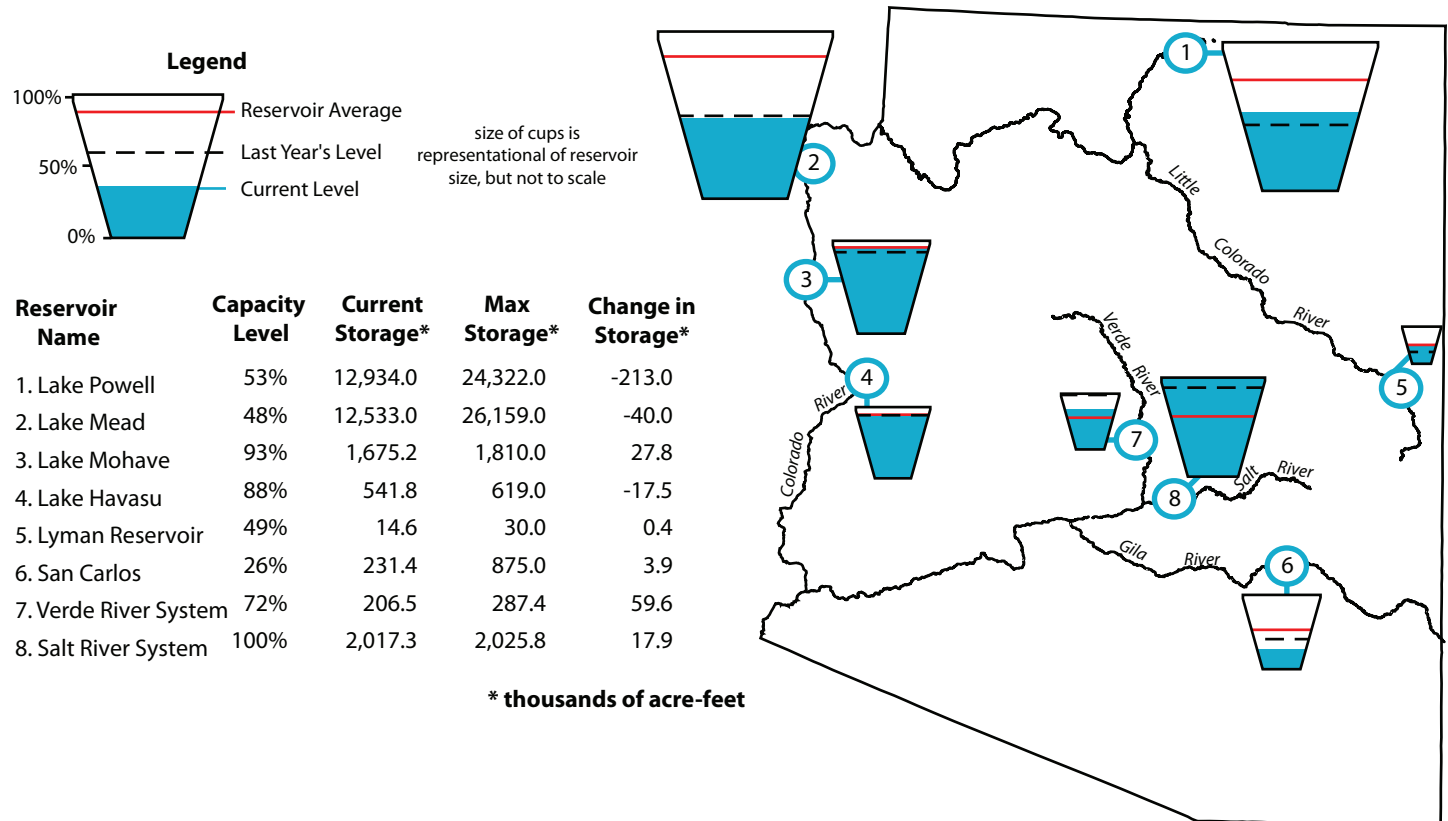 Legend
100%
50%
0%
Reservoir Average
Last Year's Level
Current Level
size of cups is
representational of reservoir
size, but not to scale
Reservoir Name Capacity Level Current Storage* Max Storage* Change in Storage*
1. Lake Powell 53% 12,934.0 24,322.0 -213.0
2. Lake Mead 48% 12,533.0 26,159.0 -40.0
3. Lake Mohave 93% 1,675.2 1,810.0 27.8
4. Lake Havasu 88% 541.8 619.0 -17.5
5. Lyman Reservoir 49% 14.6 30.0 0.4
6. San Carlos 26% 231.4 875.0 3.9
7. Verde River System 72% 206.5 287.4 59.6
8. Salt River System 100% 2,017.3 2,025.8 17.9
* thousands of acre-feet
1
2
3
4
5
6
7
8
Little Colorado River
Verde River
Colorado River
Salt River
Gila River